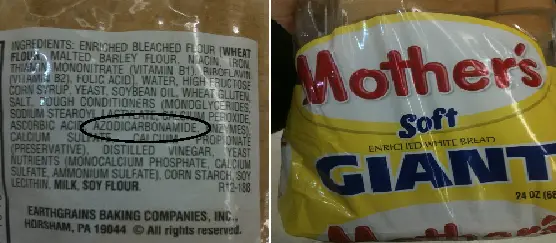 INGREDIENTS: ENRICHED BLEACHED FLOUR (WHEAT
FLOUR, MALTED BARLEY FLOUR, NIACIN, IRON,
THIAMIN MONONITRATE (VITAMIN B1), RIBOFLAVIN
(VITAMIN B2), FOLIC ACID), WATER, HIGH FRUCTOSE
CORN SYRUP, YEAST, SOYBEAN OIL, WHEAT GLUTEN,
SALT, DOUGH CONDITIONERS (MONOGLYCERIDES,
SODIUM STEAROYL PEROXIDE,
ASCORBIC ACID, AZODICARBONAMIDE, ENZYMES),
CALCIUM CALCIUM PROPIONATE
(PRESERVATIVE), DISTILLED VINEGAR, YEAST
NUTRIENTS (MONOCALCIUM PHOSPHATE, CALCIUM
SULFATE, AMMONIUM SULFATE), CORN STARCH, SOY
LECITHIN, MILK, SOY FLOUR. R12-188
EARTHGRAINS BAKING COMPANIES, INC.,
HORSHAM, PA 19044 © All rights reserved.
Mother's
Soft
ENRICHED WHITE BREAD
GIANT
24 OZ
Mother's